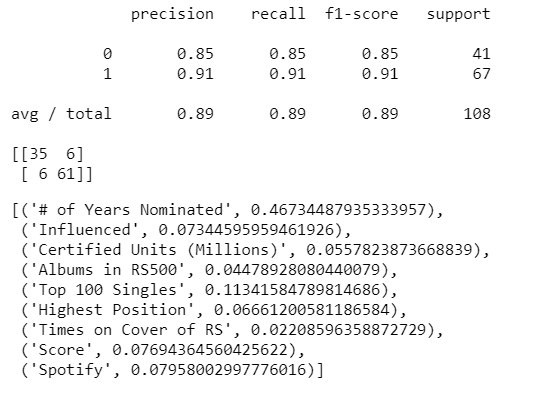 precision recall f1-score support
0 0.85 0.85 0.85 41
1 0.91 0.91 0.91 67
avg / total 0.89 0.89 0.89 108
[[35 6]
[ 6 61]]
[('# of Years Nominated', 0.46734487935333957),
('Influenced', 0.07344595959461926),
('Certified Units (Millions)', 0.0557823873668839),
('Albums in RS500', 0.04478928080440079),
('Top 100 Singles', 0.11341584789814686),
('Highest Position', 0.06661200581186584),
('Times on Cover of RS', 0.02208596358872729),
('Score', 0.07694364560425622),
('Spotify', 0.07958002997776016)]